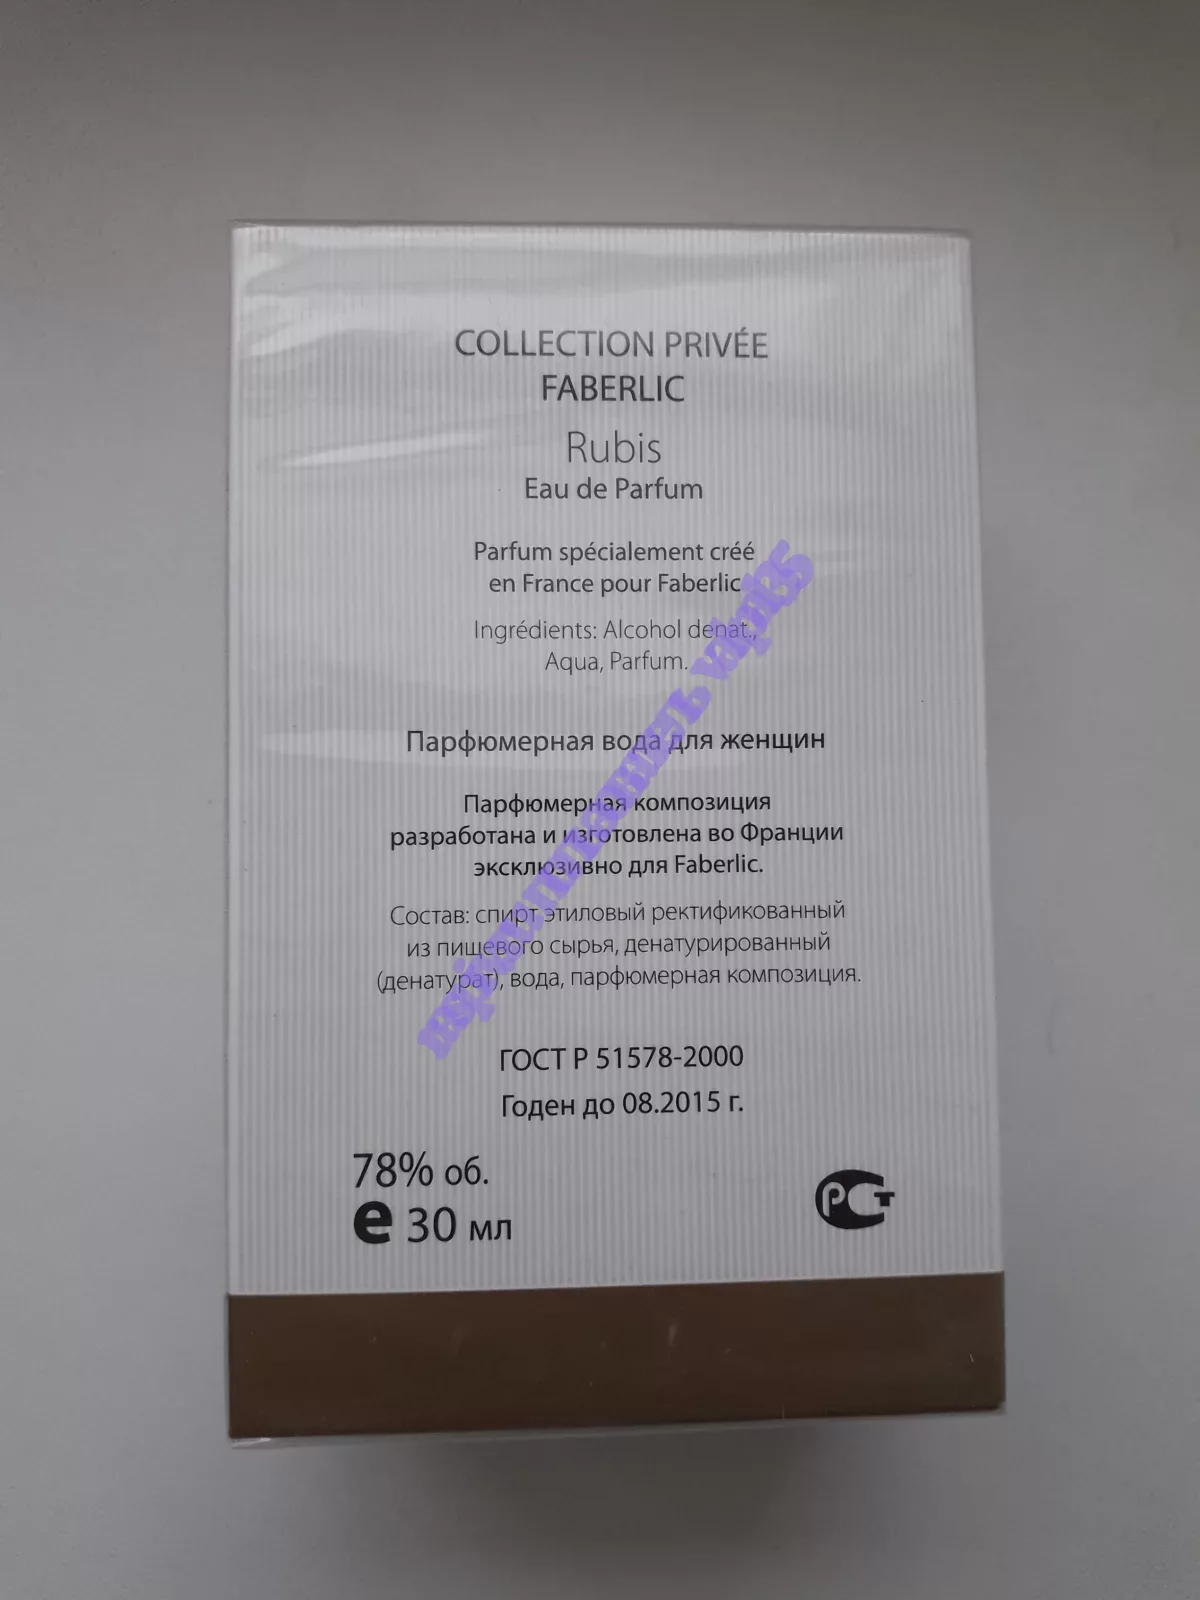 COLLECTION PRIVÉE
FABERLIC
Rubis
Eau de Parfum
Parfum spécialement créé
en France pour Faberlic
Ingrédients: Alcohol denat.,
Aqua, Parfum.
Парфюмерная вода для женщин
Парфюмерная композиция
разработана и изготовлена во Франции
эксклюзивно для Faberlic.
Состав: спирт этиловый ректификованный
из пищевого сырья, денатурированный
(денатурат), вода, парфюмерная композиция.
ГОСТ Р 51578-2000
Годен до 08.2015 г.
78% об.
e 30 мл
РСТ